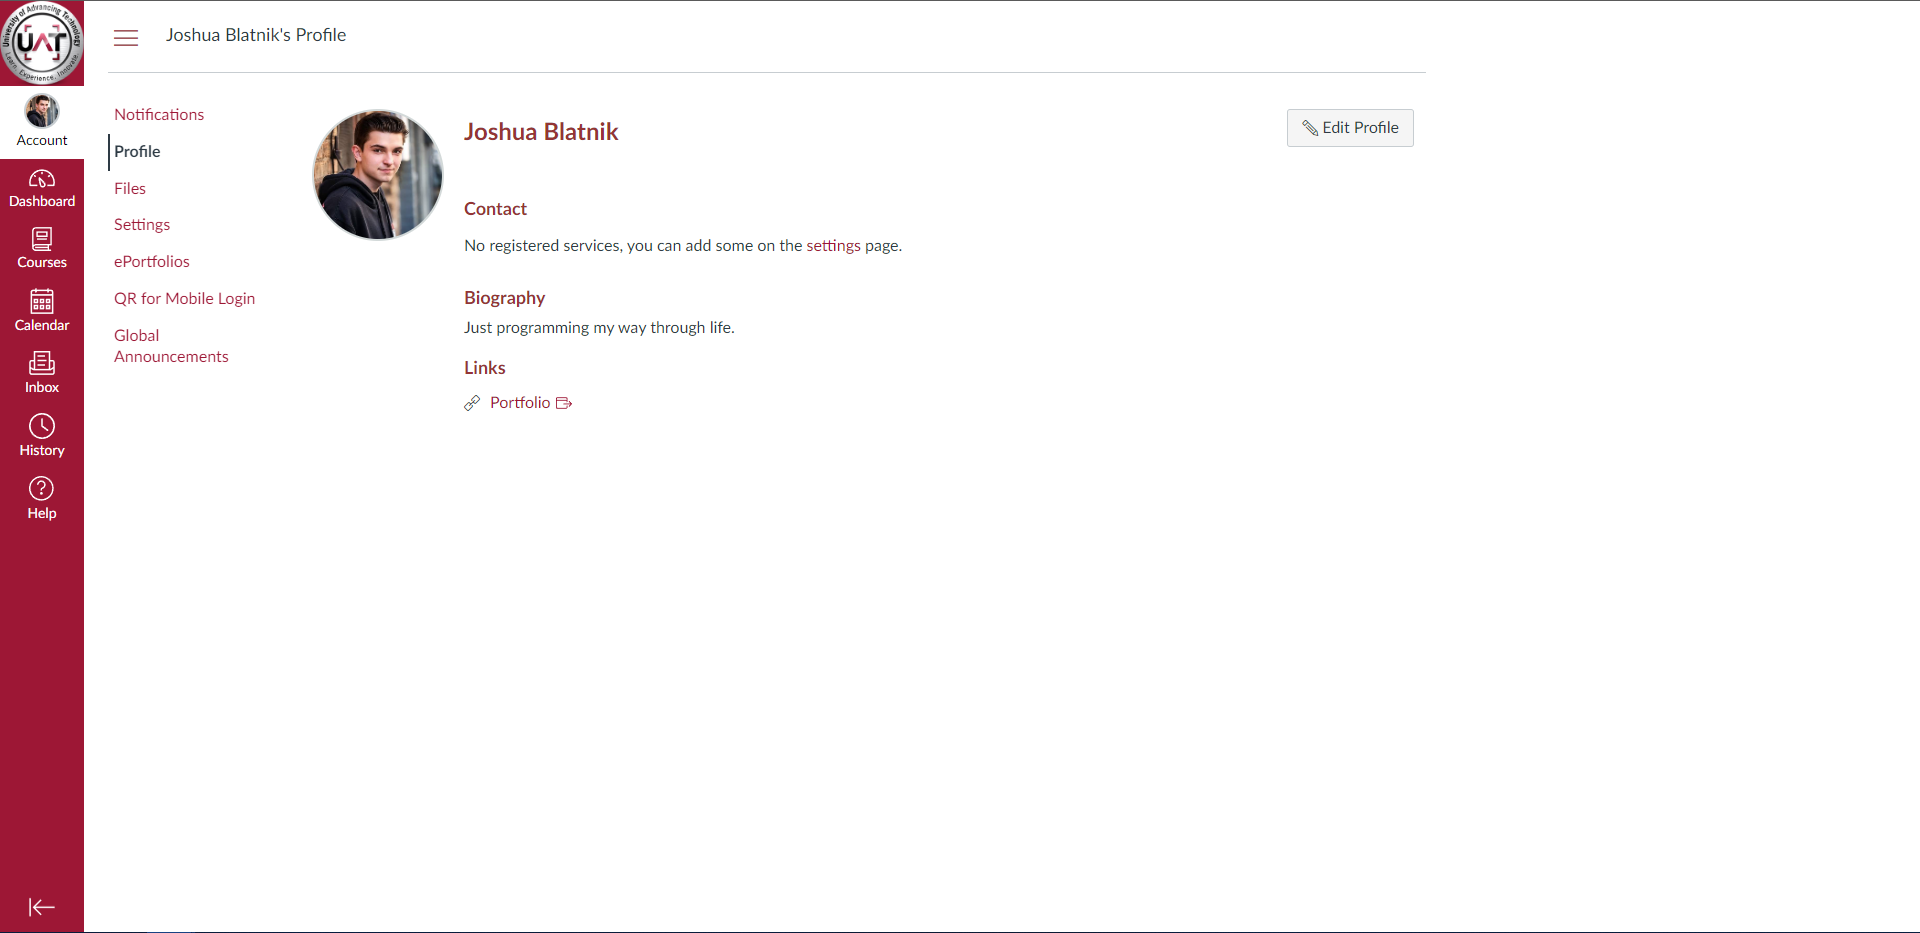 University of Advancing Technology
UAT
Learn. Experience. Innovate.
Account
Dashboard
Courses
Calendar
Inbox
History
Help
Joshua Blatnik's Profile
Notifications
Profile
Files
Settings
ePortfolios
QR for Mobile Login
Global
Announcements
Joshua Blatnik
Edit Profile
Contact
No registered services, you can add some on the settings page.
Biography
Just programming my way through life.
Links
Portfolio